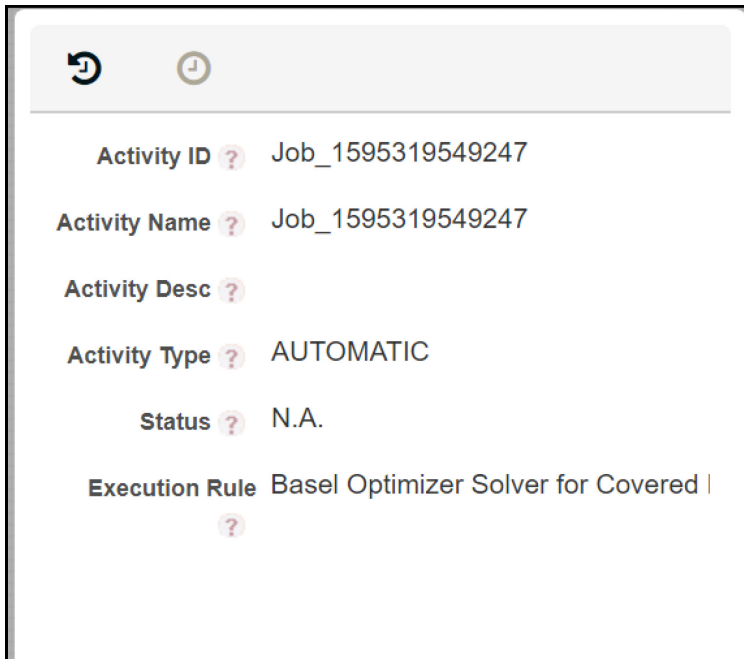 Activity ID ? Job_1595319549247
Activity Name ? Job_1595319549247
Activity Desc ?
Activity Type ? AUTOMATIC
Status ? N.A.
Execution Rule Basel Optimizer Solver for Covered
?